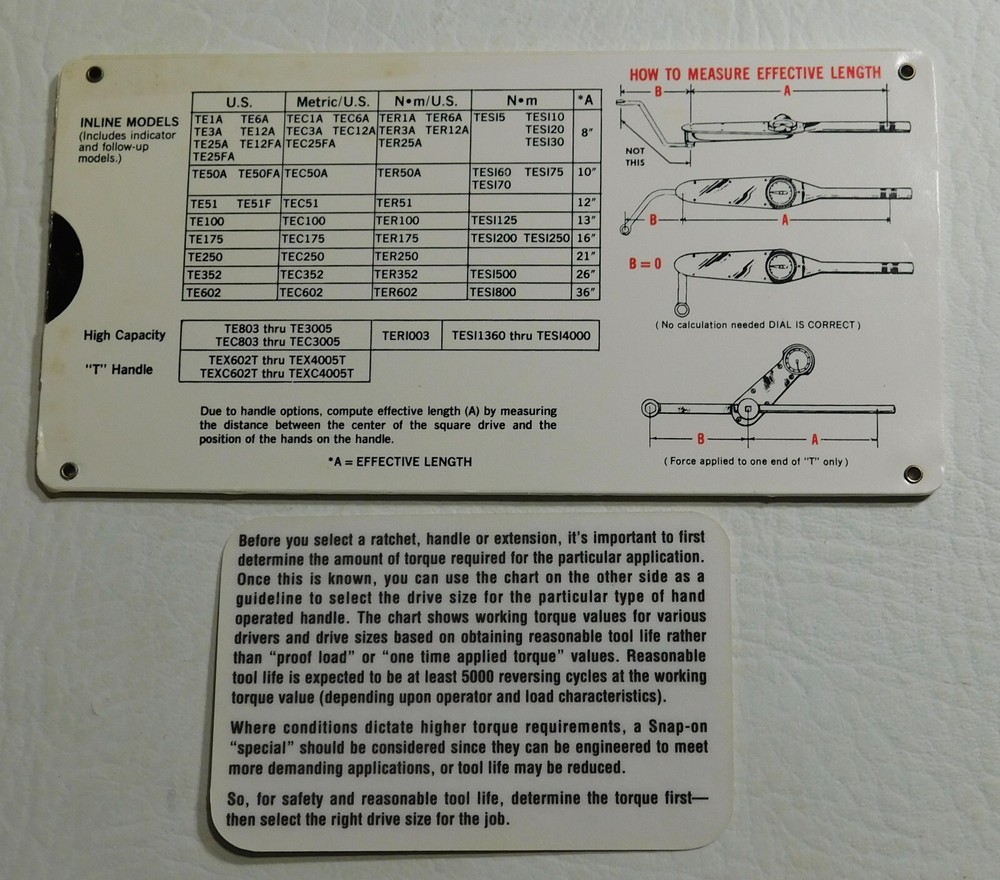 HOW TO MEASURE EFFECTIVE LENGTH
U.S. Metric/U.S. N•m/U.S. N•m *A
INLINE MODELS
(Includes indicator
and follow-up
models.)
TE1A TE6A TEC1A TEC6A TER1A TER6A TESI5 TESI10
TE3A TE12A TEC3A TEC12A TER3A TER12A TESI20 8"
TE25A TE12FA TEC25FA TER25A TESI30
TE25FA
TE50A TE50FA TEC50A TER50A TESI60 TESI75 10"
TESI70
TE51 TE51F TEC51 TER51 12"
TE100 TEC100 TER100 TESI125 13"
TE175 TEC175 TER175 TESI200 TESI250 16"
TE250 TEC250 TER250 21"
TE352 TEC352 TER352 TESI500 26"
TE602 TEC602 TER602 TESI800 36"
High Capacity
TE803 thru TE3005
TEC803 thru TEC3005
TERI003 TESI1360 thru TESI4000
"T" Handle
TEX602T thru TEX4005T
TEXC602T thru TEXC4005T
Due to handle options, compute effective length (A) by measuring
the distance between the center of the square drive and the
position of the hands on the handle.
*A = EFFECTIVE LENGTH
B A
NOT
THIS
B A
B = 0
( No calculation needed DIAL IS CORRECT )
B A
( Force applied to one end of "T" only )
Before you select a ratchet, handle or extension, it's important to first
determine the amount of torque required for the particular application.
Once this is known, you can use the chart on the other side as a
guideline to select the drive size for the particular type of hand
operated handle. The chart shows working torque values for various
drivers and drive sizes based on obtaining reasonable tool life rather
than "proof load" or "one time applied torque" values. Reasonable
tool life is expected to be at least 5000 reversing cycles at the working
torque value (depending upon operator and load characteristics).
Where conditions dictate higher torque requirements, a Snap-on
"special" should be considered since they can be engineered to meet
more demanding applications, or tool life may be reduced.
So, for safety and reasonable tool life, determine the torque first—
then select the right drive size for the job.